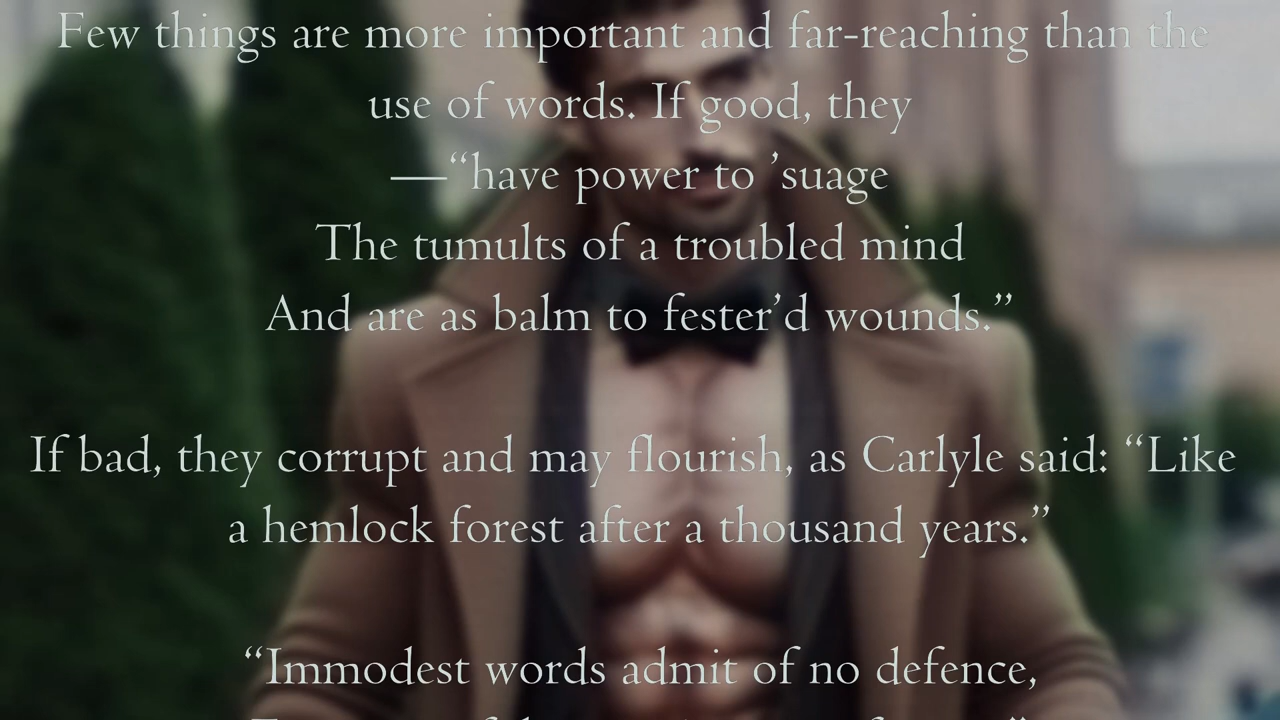 Few things are more important and far-reaching than the
use of words. If good, they
—“have power to ’suage
The tumults of a troubled mind
And are as balm to fester’d wounds.”
If bad, they corrupt and may flourish, as Carlyle said: “Like
a hemlock forest after a thousand years.”
“Immodest words admit of no defence,